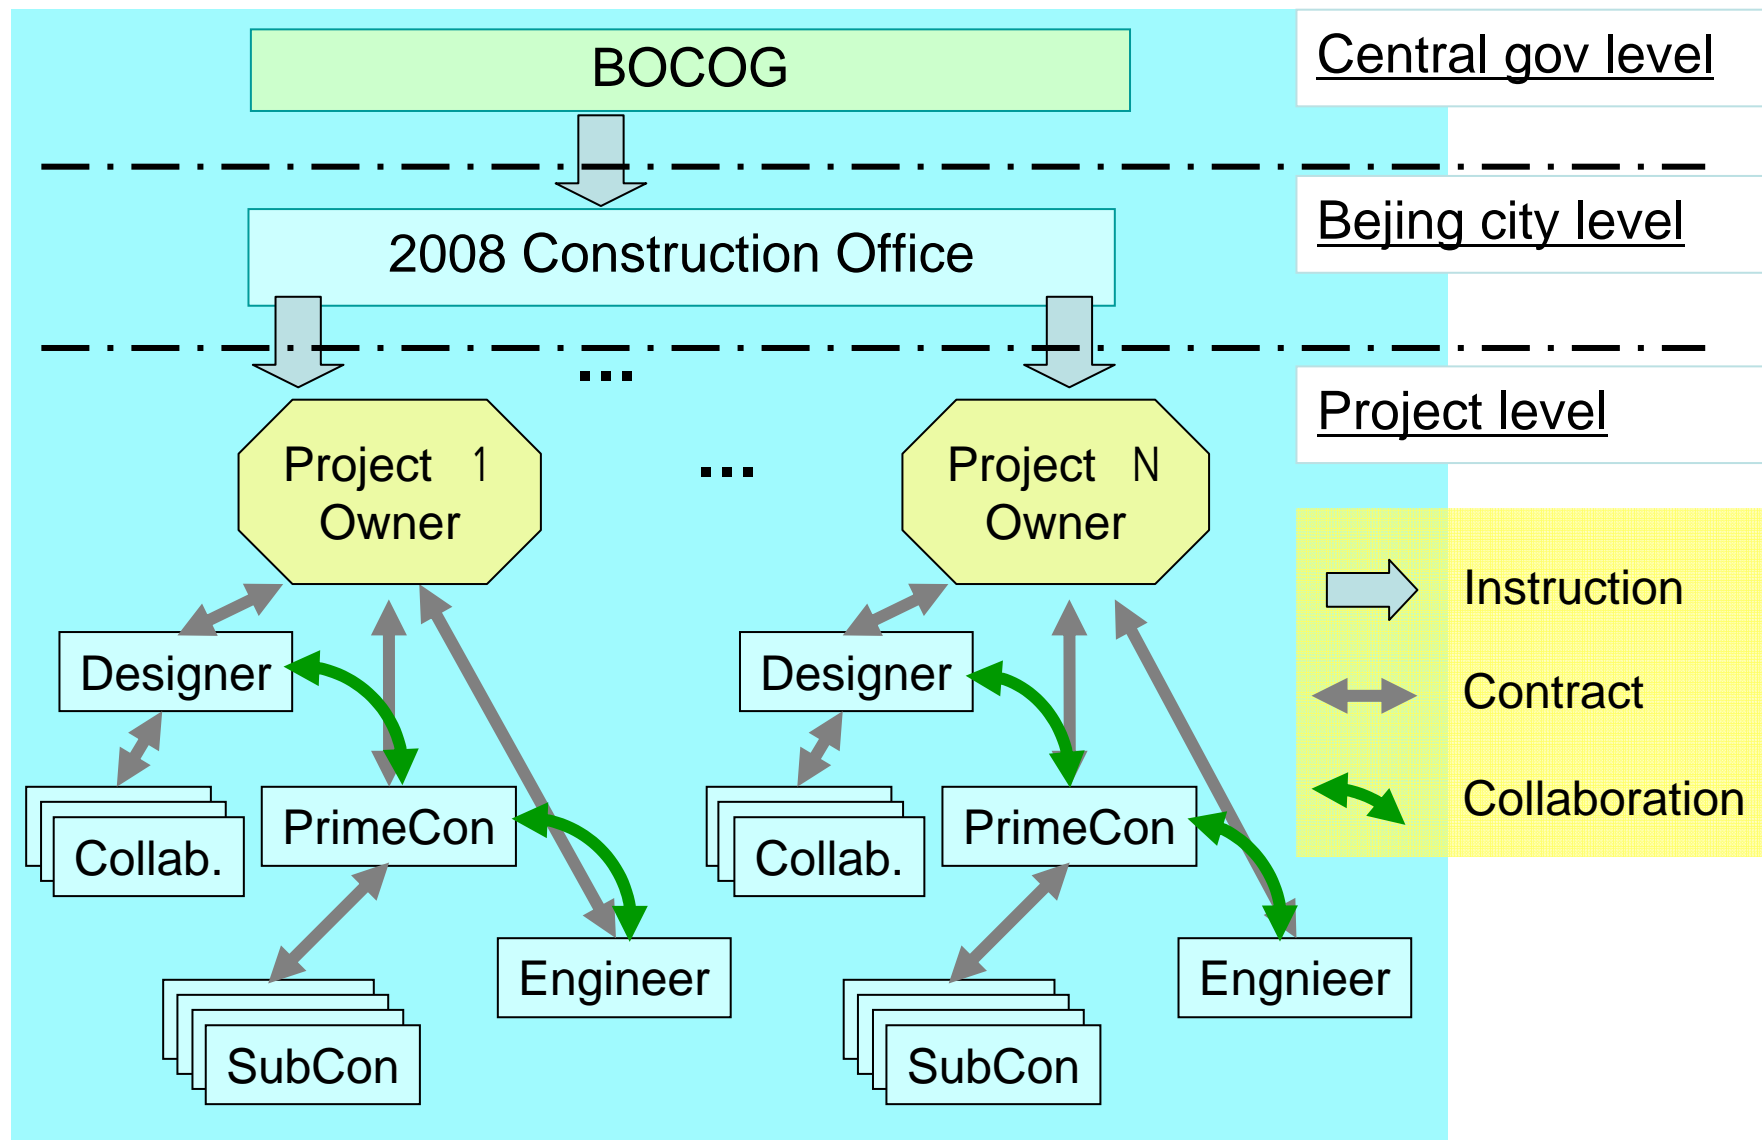 BOCOG
Central gov level
2008 Construction Office
Bejing city level
...
Project level
Project 1
Owner
...
Project N
Owner
Instruction
Contract
Collaboration
Designer
Designer
Collab.
PrimeCon
Collab.
PrimeCon
Engineer
Engnieer
SubCon
SubCon